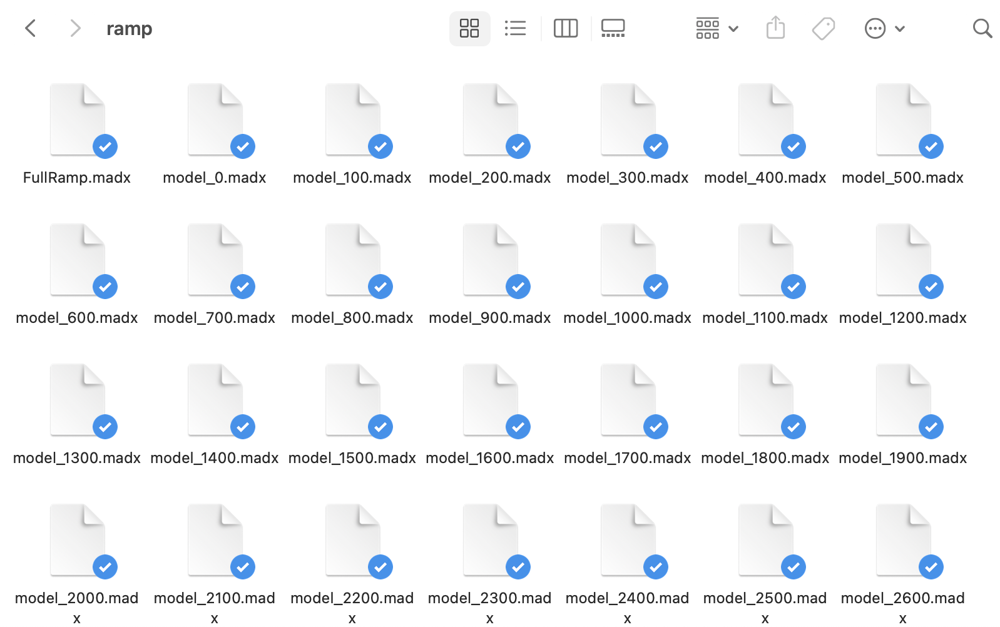 ramp
FullRamp.madx model_0.madx model_100.madx model_200.madx model_300.madx model_400.madx model_500.madx
model_600.madx model_700.madx model_800.madx model_900.madx model_1000.madx model_1100.madx model_1200.madx
model_1300.madx model_1400.madx model_1500.madx model_1600.madx model_1700.madx model_1800.madx model_1900.madx
model_2000.mad model_2100.mad model_2200.mad model_2300.mad model_2400.mad model_2500.mad model_2600.mad
x x x x x x x